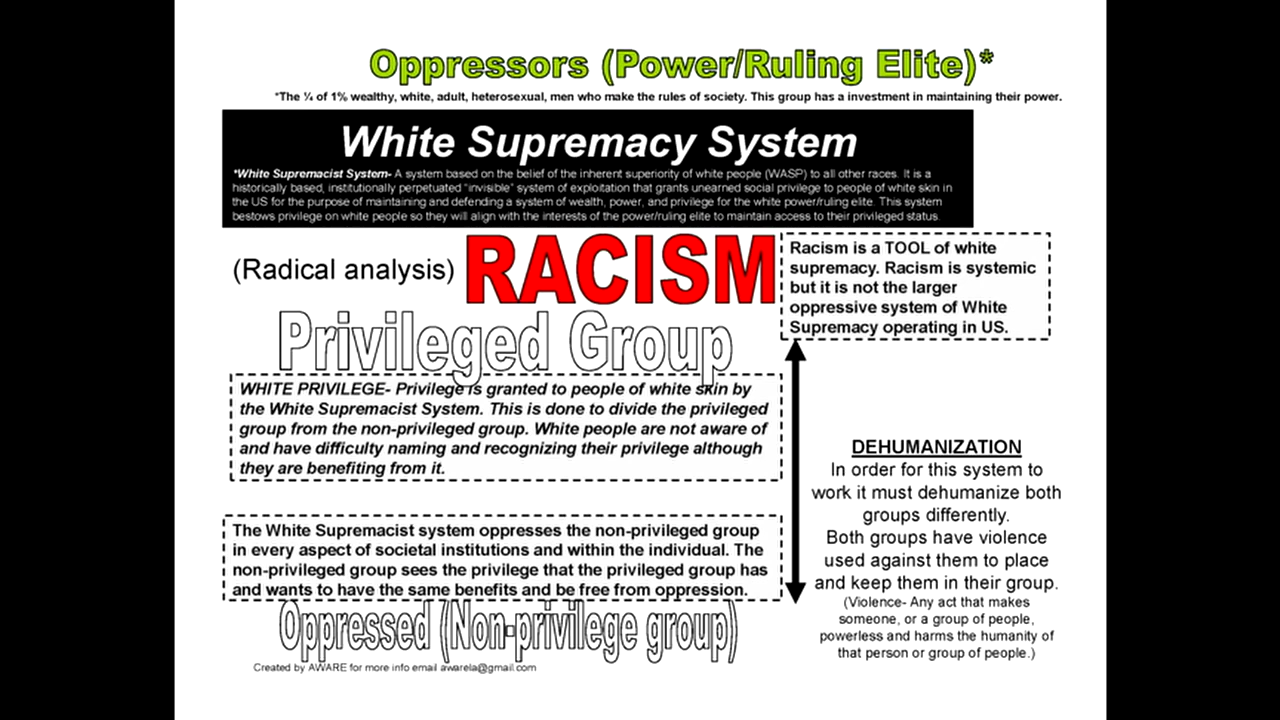 Oppressors (Power/Ruling Elite)*
*The ¼ of 1% wealthy, white, adult, heterosexual, men who make the rules of society. This group has a investment in maintaining their power.
White Supremacy System
*White Supremacist System- A system based on the belief of the inherent superiority of white people (WASP) to all other races. It is a
historically based, institutionally perpetuated “invisible” system of exploitation that grants unearned social privilege to people of white skin in
the US for the purpose of maintaining and defending a system of wealth, power, and privilege for the white power/ruling elite. This system
bestows privilege on white people so they will align with the interests of the power/ruling elite to maintain access to their privileged status.
(Radical analysis)
RACISM
Racism is a TOOL of white
supremacy. Racism is systemic
but it is not the larger
oppressive system of White
Supremacy operating in US.
Privileged Group
WHITE PRIVILEGE- Privilege is granted to people of white skin by
the White Supremacist System. This is done to divide the privileged
group from the non-privileged group. White people are not aware of
and have difficulty naming and recognizing their privilege although
they are benefiting from it.
DEHUMANIZATION
In order for this system to
work it must dehumanize both
groups differently.
Both groups have violence
used against them to place
and keep them in their group.
(Violence- Any act that makes
someone, or a group of people,
powerless and harms the humanity of
that person or group of people.)
The White Supremacist system oppresses the non-privileged group
in every aspect of societal institutions and within the individual. The
non-privileged group sees the privilege that the privileged group has
and wants to have the same benefits and be free from oppression.
Oppressed (Non-privilege group)
Created by AWARE for more info email awarela@gmail.com